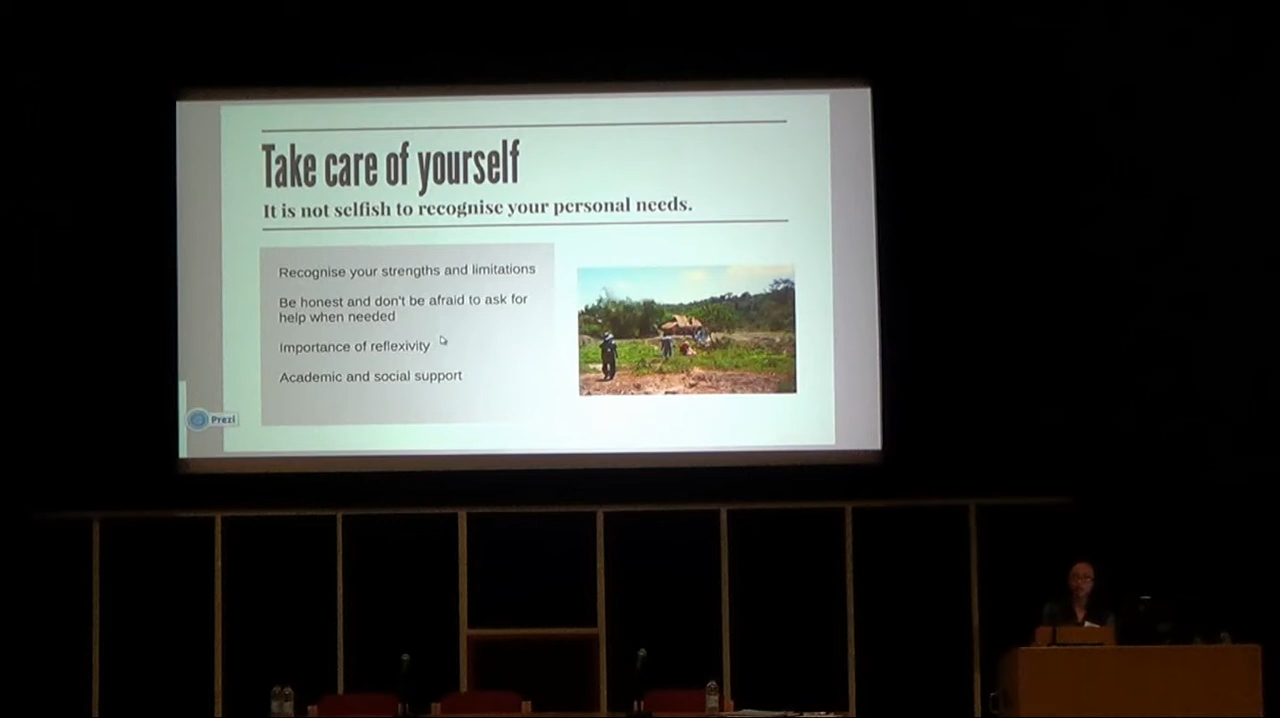 Take care of yourself
It is not selfish to recognise your personal needs.
Recognise your strengths and limitations
Be honest and don't be afraid to ask for
help when needed
Importance of reflexivity
Academic and social support
Prezi